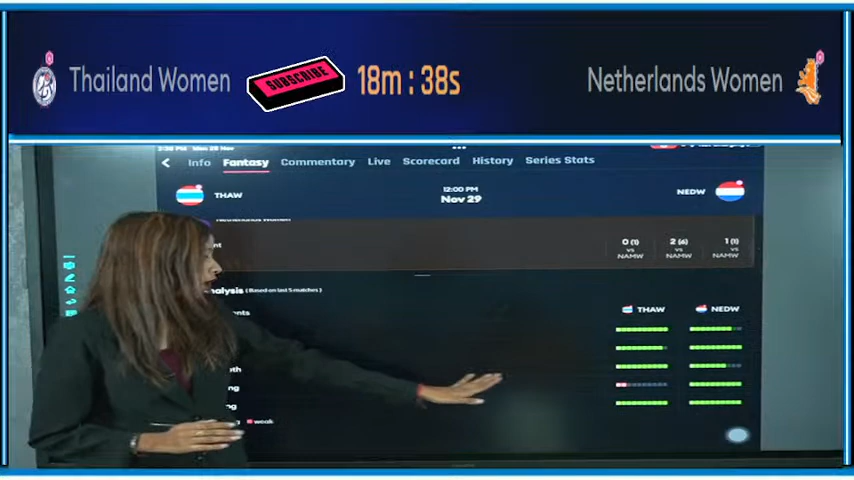 Thailand Women
SUBSCRIBE
18m : 38s
Netherlands Women
Info Fantasy Commentary Live Scorecard History Series Stats
THAW
12:00 PM
Nov 29
NEDW
Netherlands Women
0 (1) 2 (6) 1 (1)
vs vs vs
NAMW NAMW NAMW
(Based on last 5 matches)
THAW NEDW
weak